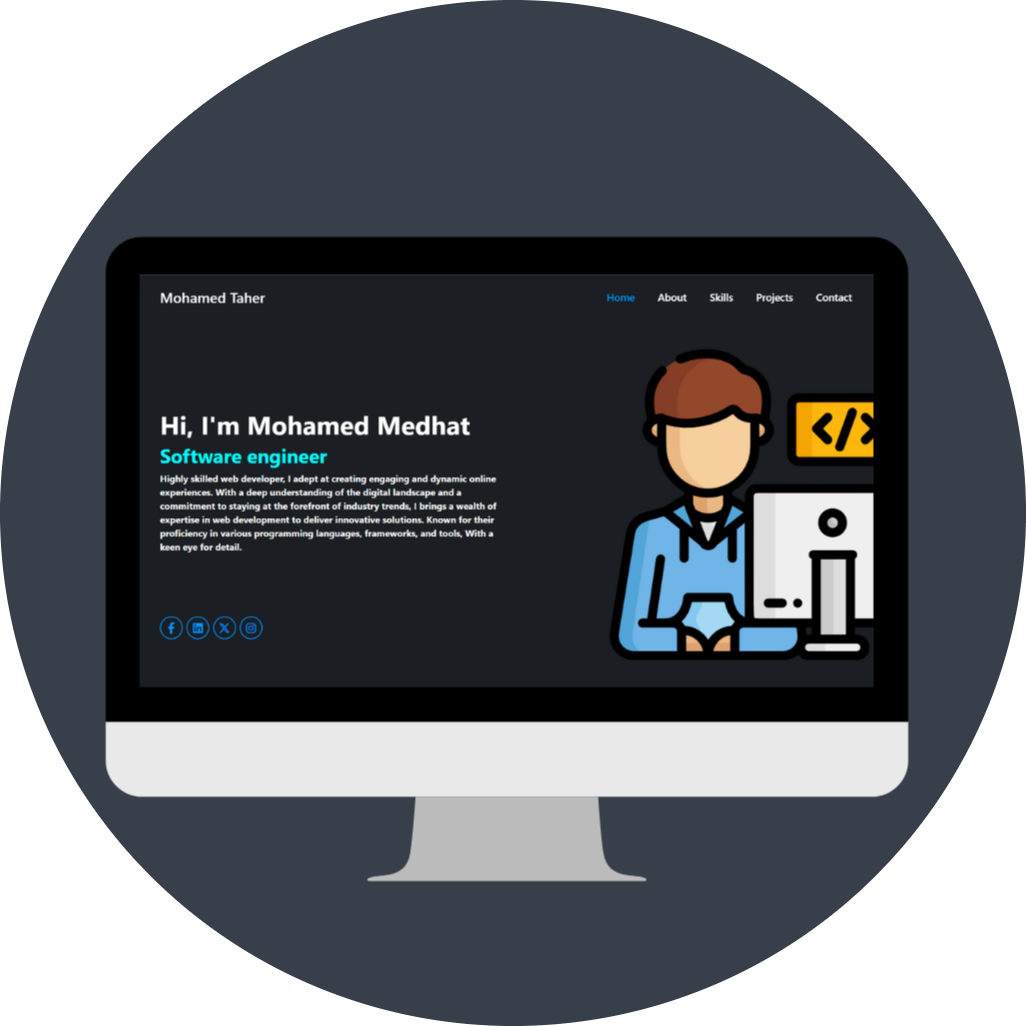 Mohamed Taher
Home About Skills Projects Contact
Hi, I'm Mohamed Medhat
Software engineer
Highly skilled web developer, I adept at creating engaging and dynamic online
experiences. With a deep understanding of the digital landscape and a
commitment to staying at the forefront of industry trends, I brings a wealth of
expertise in web development to deliver innovative solutions. Known for their
proficiency in various programming languages, frameworks, and tools, With a
keen eye for detail.